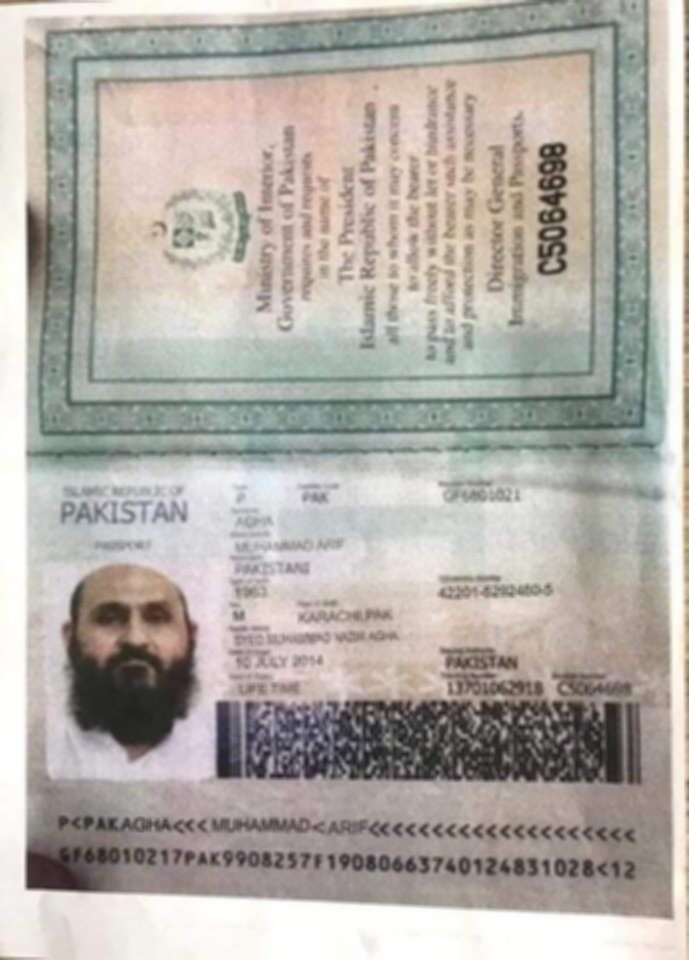 Ministry of Interior,
Government of Pakistan
requests and requires
in the name of
The President
Islamic Republic of Pakistan
all those to whom it may concern
to allow the bearer
to pass freely without let or hindrance
and to afford the bearer such assistance
and protection as may be necessary
Director General
Immigration and Passports.
C5064698
ISLAMIC REPUBLIC OF
PAKISTAN
PASSPORT
P PAK GF6801021
AGHA
MUHAMMAD ARIF
PAKISTANI
1963 42201-5292460-5
M KARACHI,PAK
SYED MUHAMMAD NAZIR AGHA
10 JULY 2014 PAKISTAN
LIFE TIME 13701062918 C5064698
P<PAKAGHA<<<MUHAMMAD<ARIF<<<<<<<<<<<<<<<<<<<<<
GF68010217PAK9908257F19080663740124831028<12